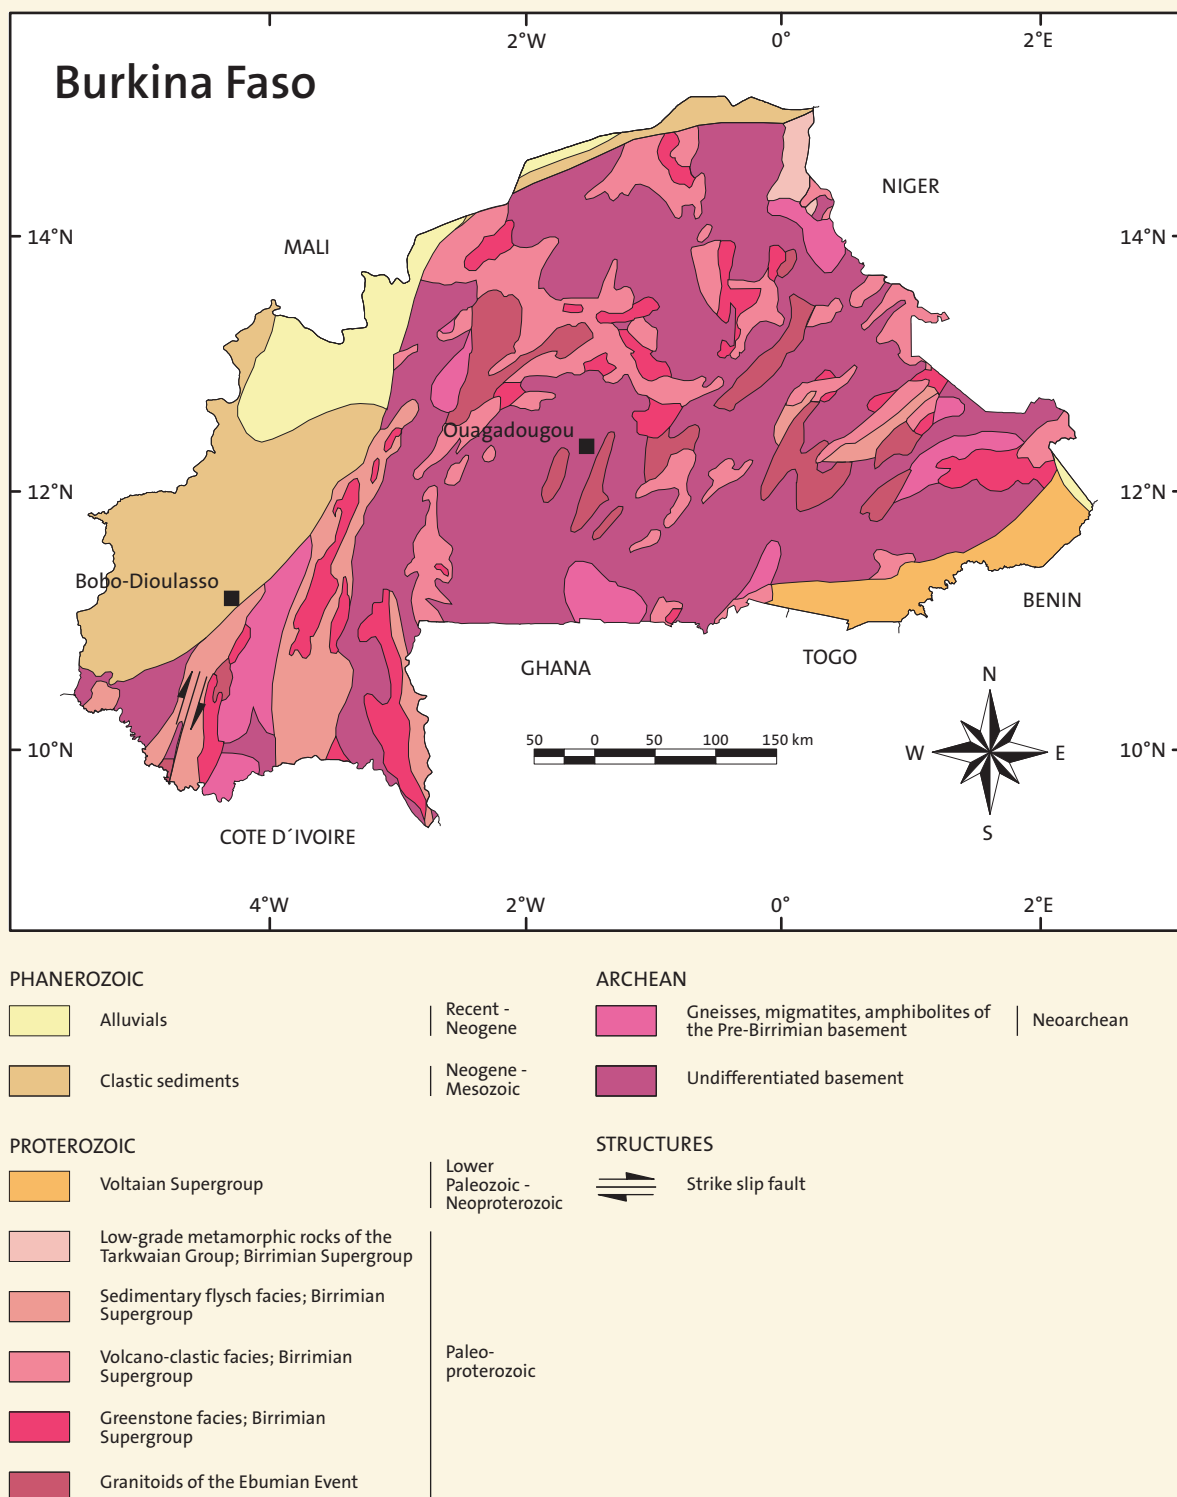 2°W 0° 2°E
Burkina Faso
NIGER
14°N MALI 14°N
Ouagadougou
12°N 12°N
Bobo-Dioulasso
BENIN
TOGO
GHANA
N
50 0 50 100 150 km
10°N W E 10°N
S
COTE D´IVOIRE
4°W 2°W 0° 2°E
PHANEROZOIC
Alluvials
Recent -
Neogene
Clastic sediments
Neogene -
Mesozoic
PROTEROZOIC
Voltaian Supergroup
Lower
Paleozoic -
Neoproterozoic
Low-grade metamorphic rocks of the
Tarkwaian Group; Birrimian Supergroup
Sedimentary flysch facies; Birrimian
Supergroup
Volcano-clastic facies; Birrimian
Supergroup
Paleo-
proterozoic
Greenstone facies; Birrimian
Supergroup
Granitoids of the Ebumian Event
ARCHEAN
Gneisses, migmatites, amphibolites of
the Pre-Birrimian basement
Neoarchean
Undifferentiated basement
STRUCTURES
Strike slip fault